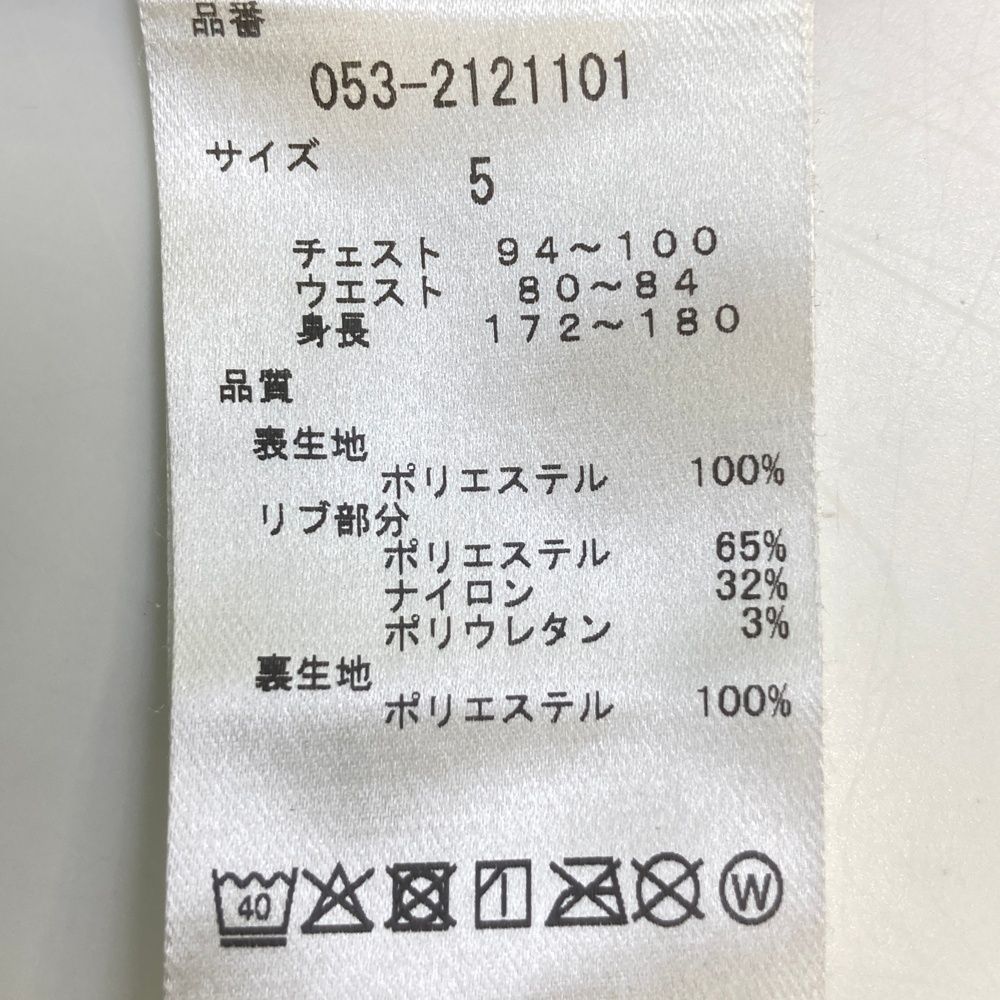 品番
053-2121101
サイズ 5
チェスト 94~100
ウエスト 80~84
身長 172~180
品質
表生地
ポリエステル 100%
リブ部分
ポリエステル 65%
ナイロン 32%
ポリウレタン 3%
裏生地
ポリエステル 100%
40 W